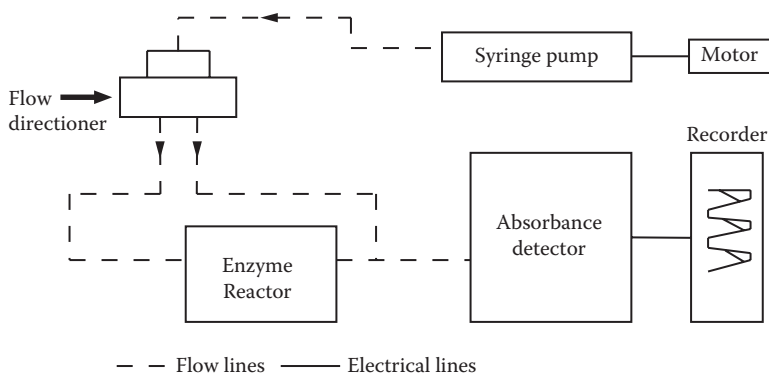 Syringe pump
Motor
Flow
directioner
Recorder
Absorbance
detector
Enzyme
Reactor
Flow lines
Electrical lines